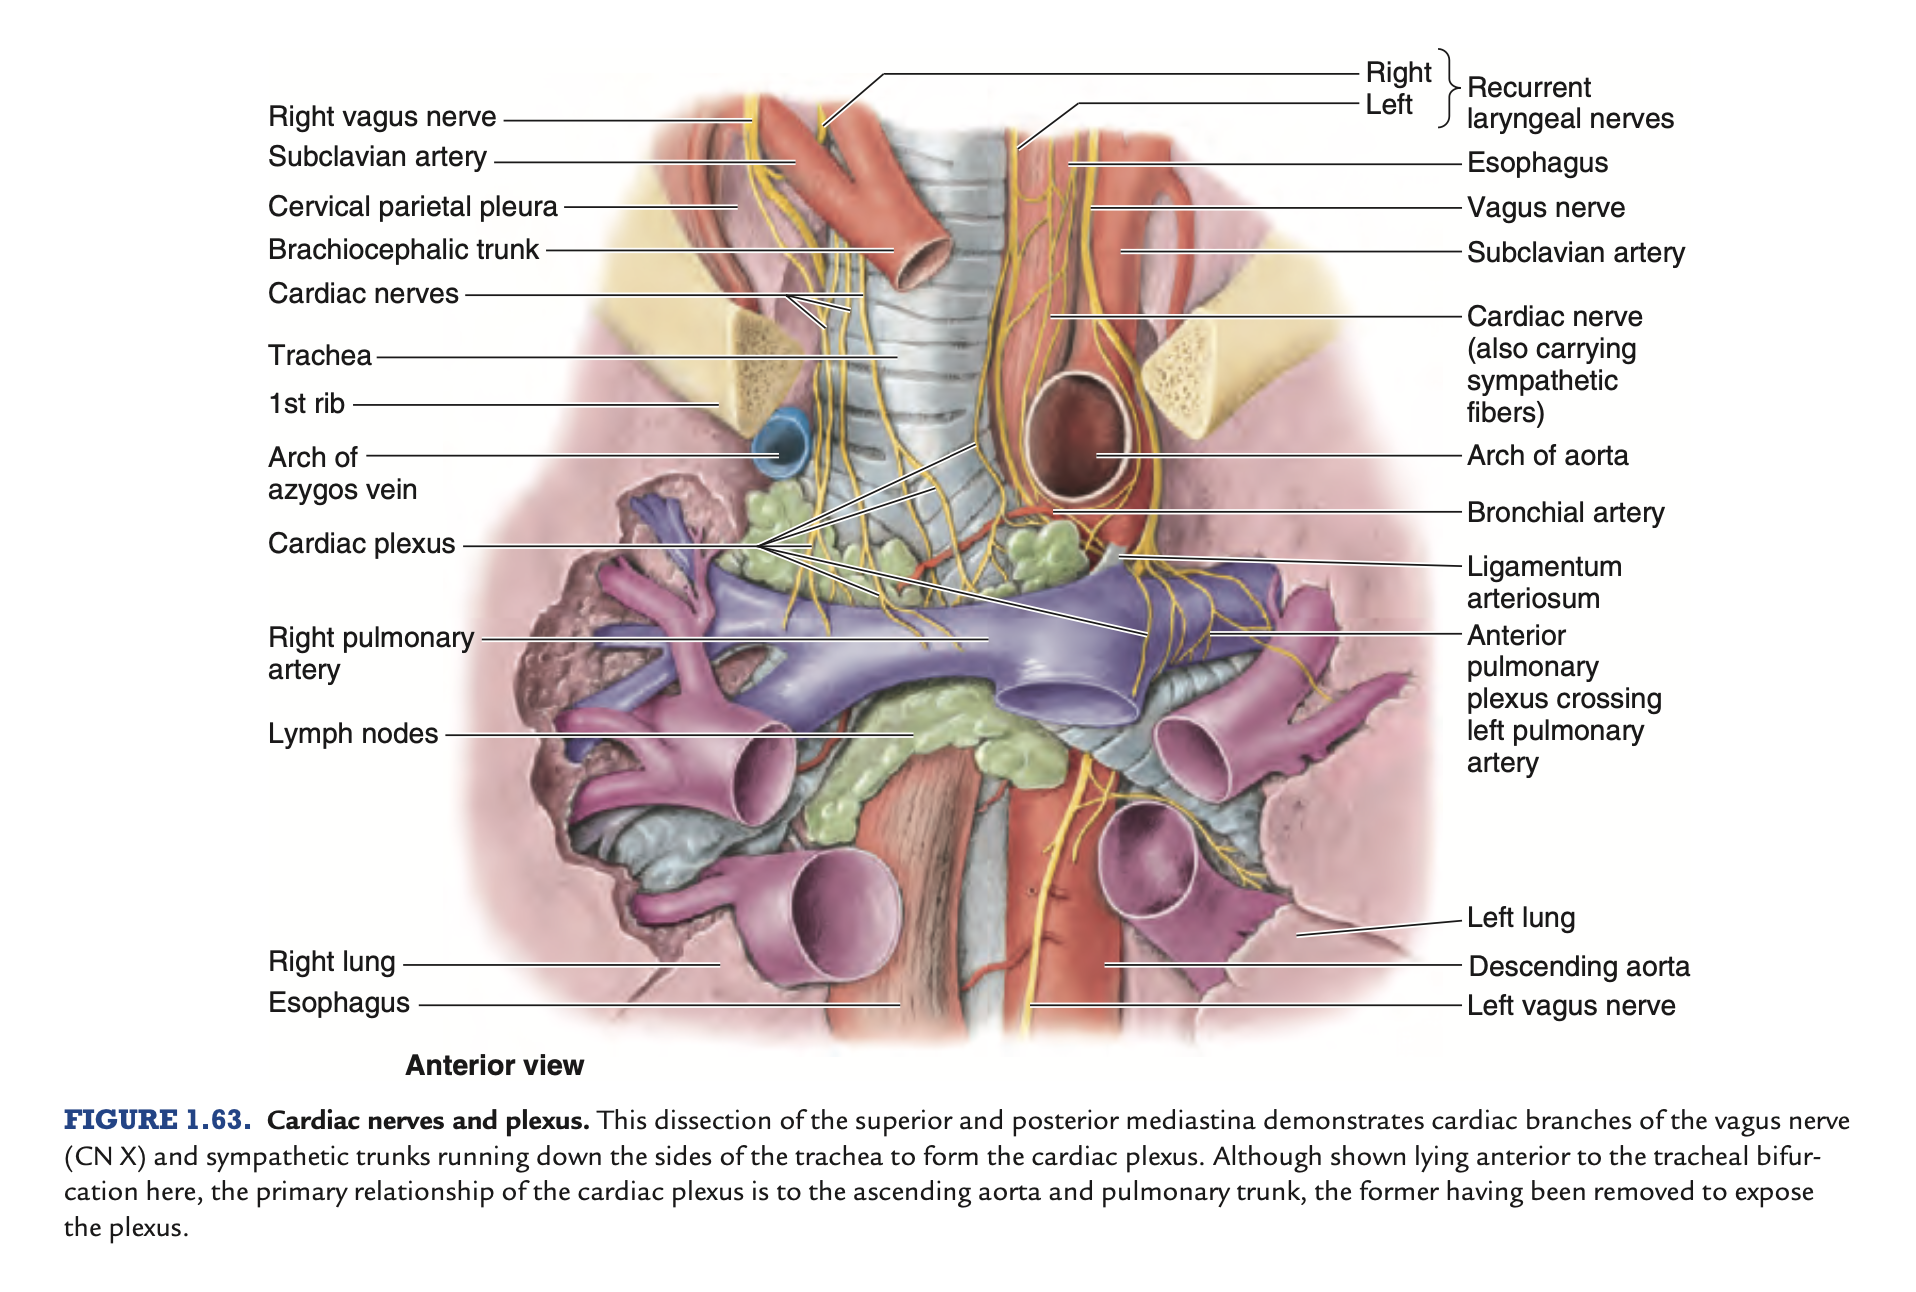 Right vagus nerve
Subclavian artery
Cervical parietal pleura
Brachiocephalic trunk
Cardiac nerves
Trachea
1st rib
Arch of
azygos vein
Cardiac plexus
Right pulmonary
artery
Lymph nodes
Right lung
Esophagus
Right
Left
Recurrent
laryngeal nerves
Esophagus
Vagus nerve
Subclavian artery
Cardiac nerve
(also carrying
sympathetic
fibers)
Arch of aorta
Bronchial artery
Ligamentum
arteriosum
Anterior
pulmonary
plexus crossing
left pulmonary
artery
Left lung
Descending aorta
Left vagus nerve
Anterior view
FIGURE 1.63. Cardiac nerves and plexus. This dissection of the superior and posterior mediastina demonstrates cardiac branches of the vagus nerve
(CN X) and sympathetic trunks running down the sides of the trachea to form the cardiac plexus. Although shown lying anterior to the tracheal bifur-
cation here, the primary relationship of the cardiac plexus is to the ascending aorta and pulmonary trunk, the former having been removed to expose
the plexus.